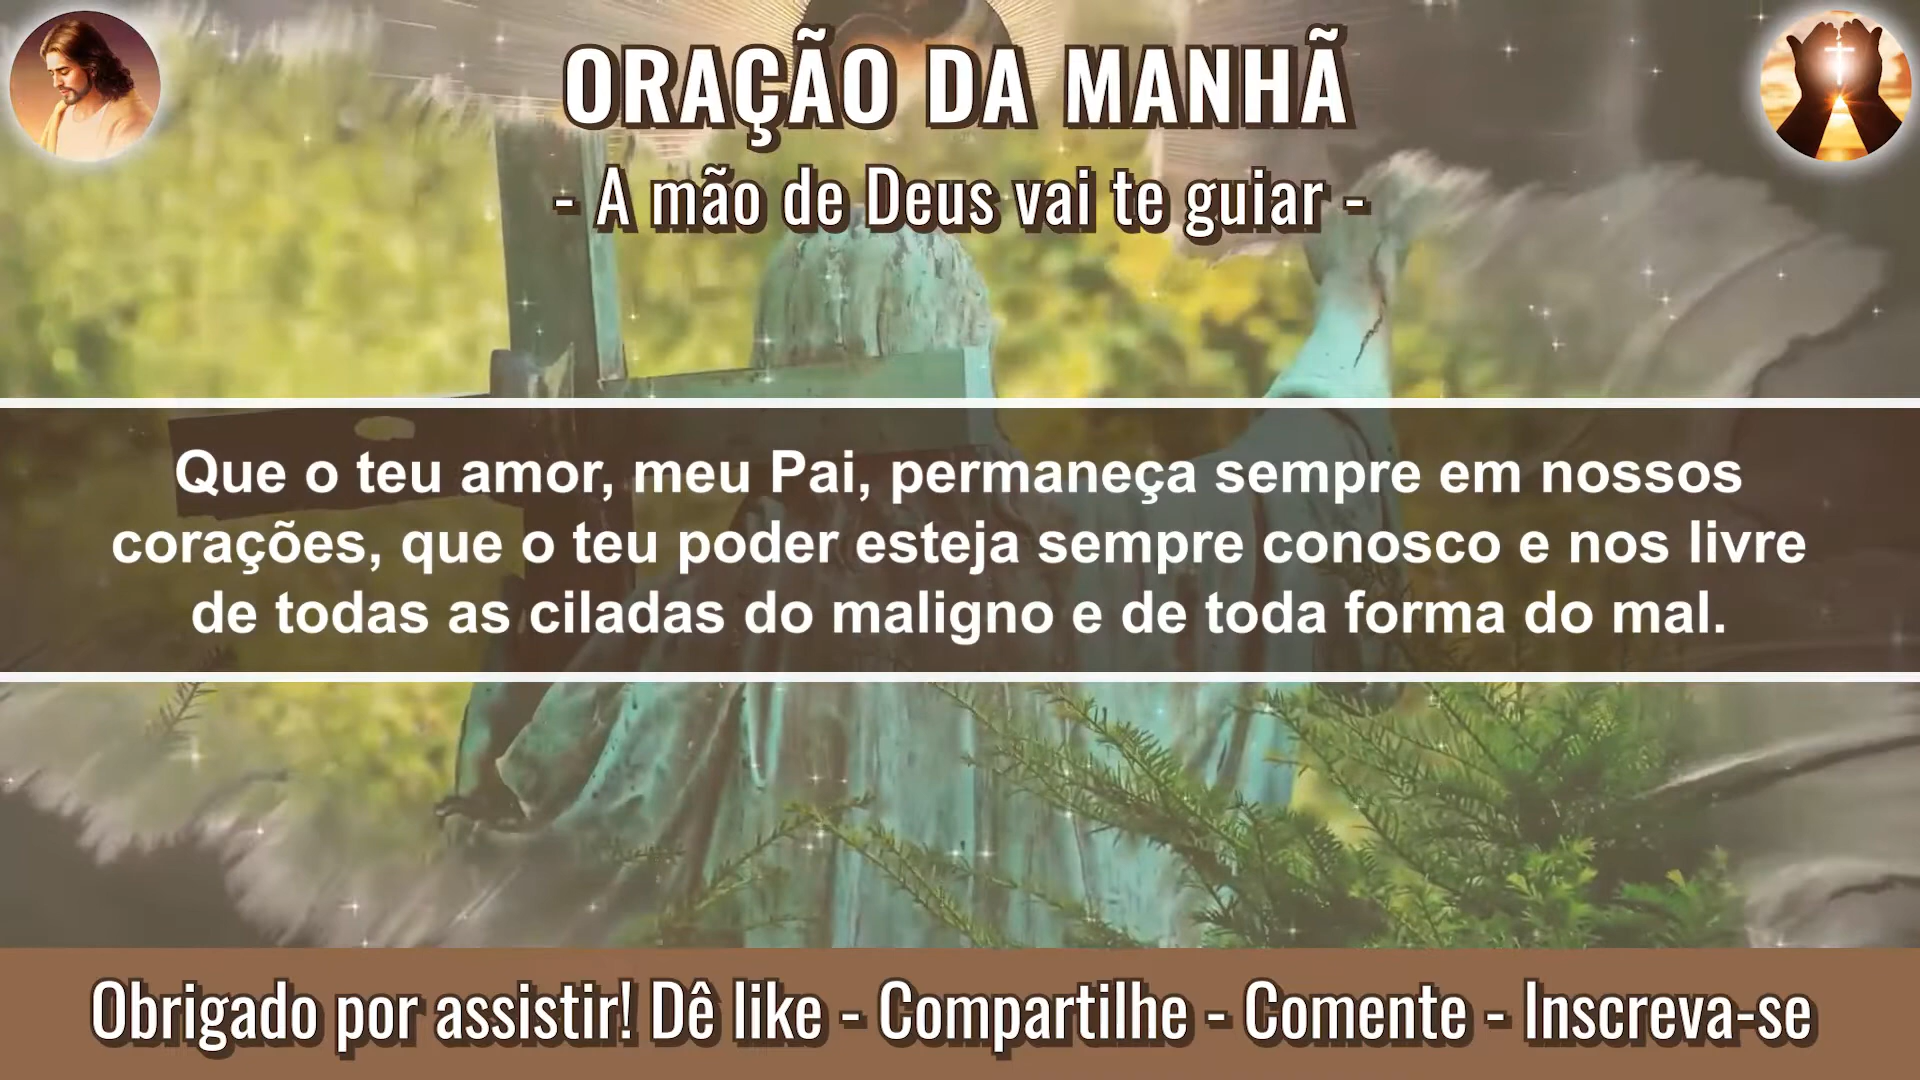 ORAÇÃO DA MANHÃ
- A mão de Deus vai te guiar -
Que o teu amor, meu Pai, permaneça sempre em nossos
corações, que o teu poder esteja sempre conosco e nos livre
de todas as ciladas do maligno e de toda forma do mal.
Obrigado por assistir! Dê like - Compartilhe - Comente - Inscreva-se